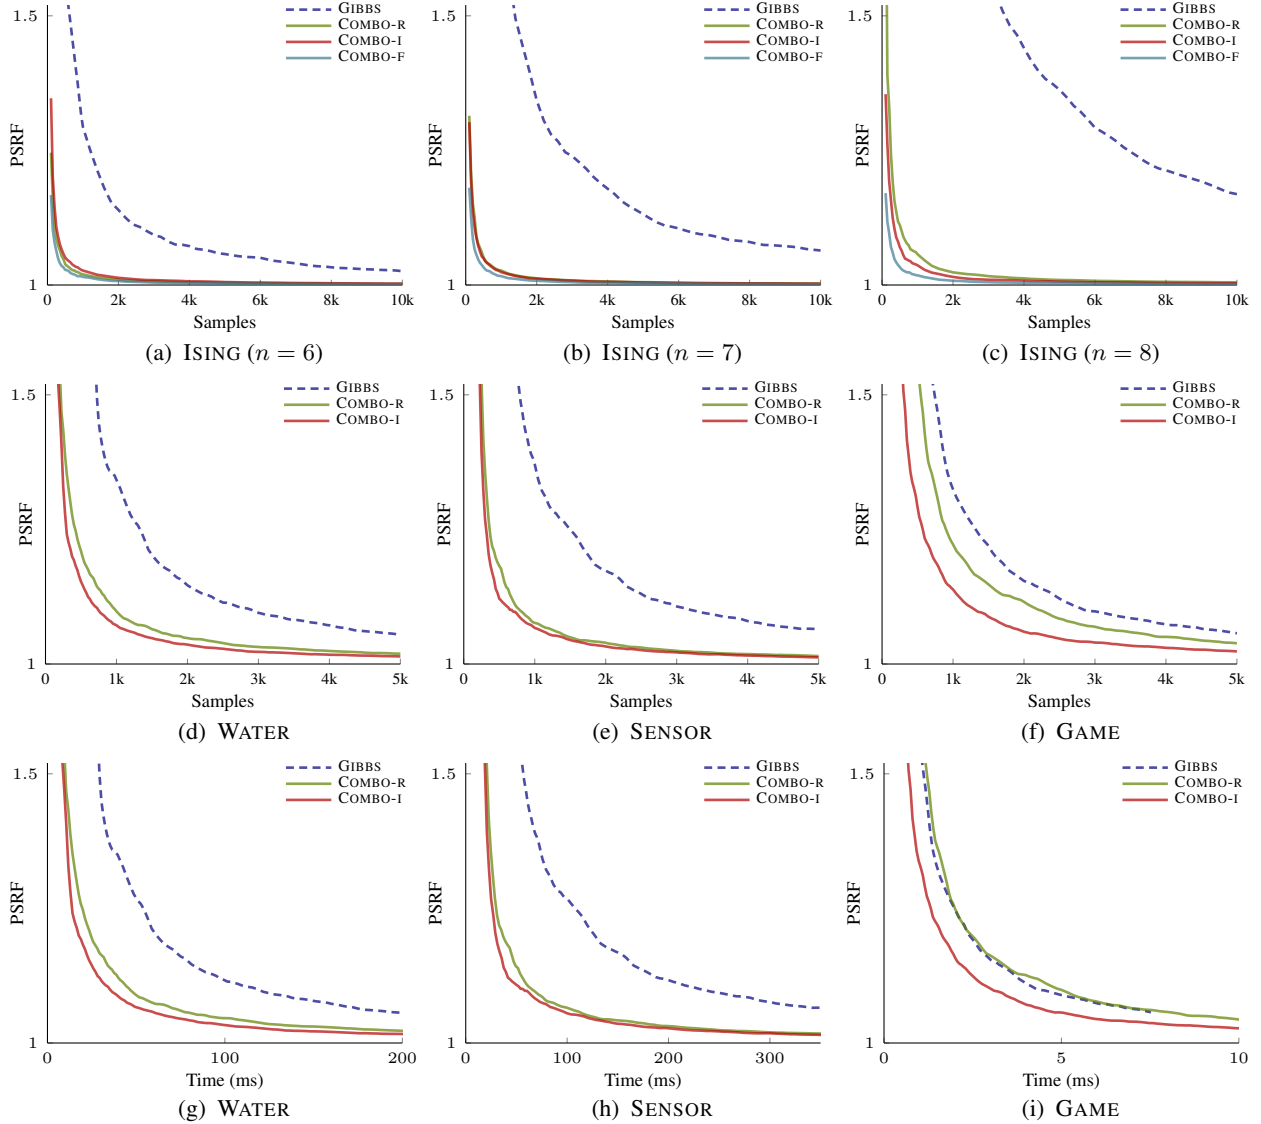 1.5
1
PSRF
GIBBS
COMBO-R
COMBO-I
COMBO-F
0 2k 4k 6k 8k 10k
Samples
(a) ISING (n = 6)
1.5
1
PSRF
GIBBS
COMBO-R
COMBO-I
COMBO-F
0 2k 4k 6k 8k 10k
Samples
(b) ISING (n = 7)
1.5
1
PSRF
GIBBS
COMBO-R
COMBO-I
COMBO-F
0 2k 4k 6k 8k 10k
Samples
(c) ISING (n = 8)
1.5
1
PSRF
GIBBS
COMBO-R
COMBO-I
0 1k 2k 3k 4k 5k
Samples
(d) WATER
1.5
1
PSRF
GIBBS
COMBO-R
COMBO-I
0 1k 2k 3k 4k 5k
Samples
(e) SENSOR
1.5
1
PSRF
GIBBS
COMBO-R
COMBO-I
0 1k 2k 3k 4k 5k
Samples
(f) GAME
1.5
1
PSRF
GIBBS
COMBO-R
COMBO-I
0 100 200
Time (ms)
(g) WATER
1.5
1
PSRF
GIBBS
COMBO-R
COMBO-I
0 100 200 300
Time (ms)
(h) SENSOR
1.5
1
PSRF
GIBBS
COMBO-R
COMBO-I
0 5 10
Time (ms)
(i) GAME